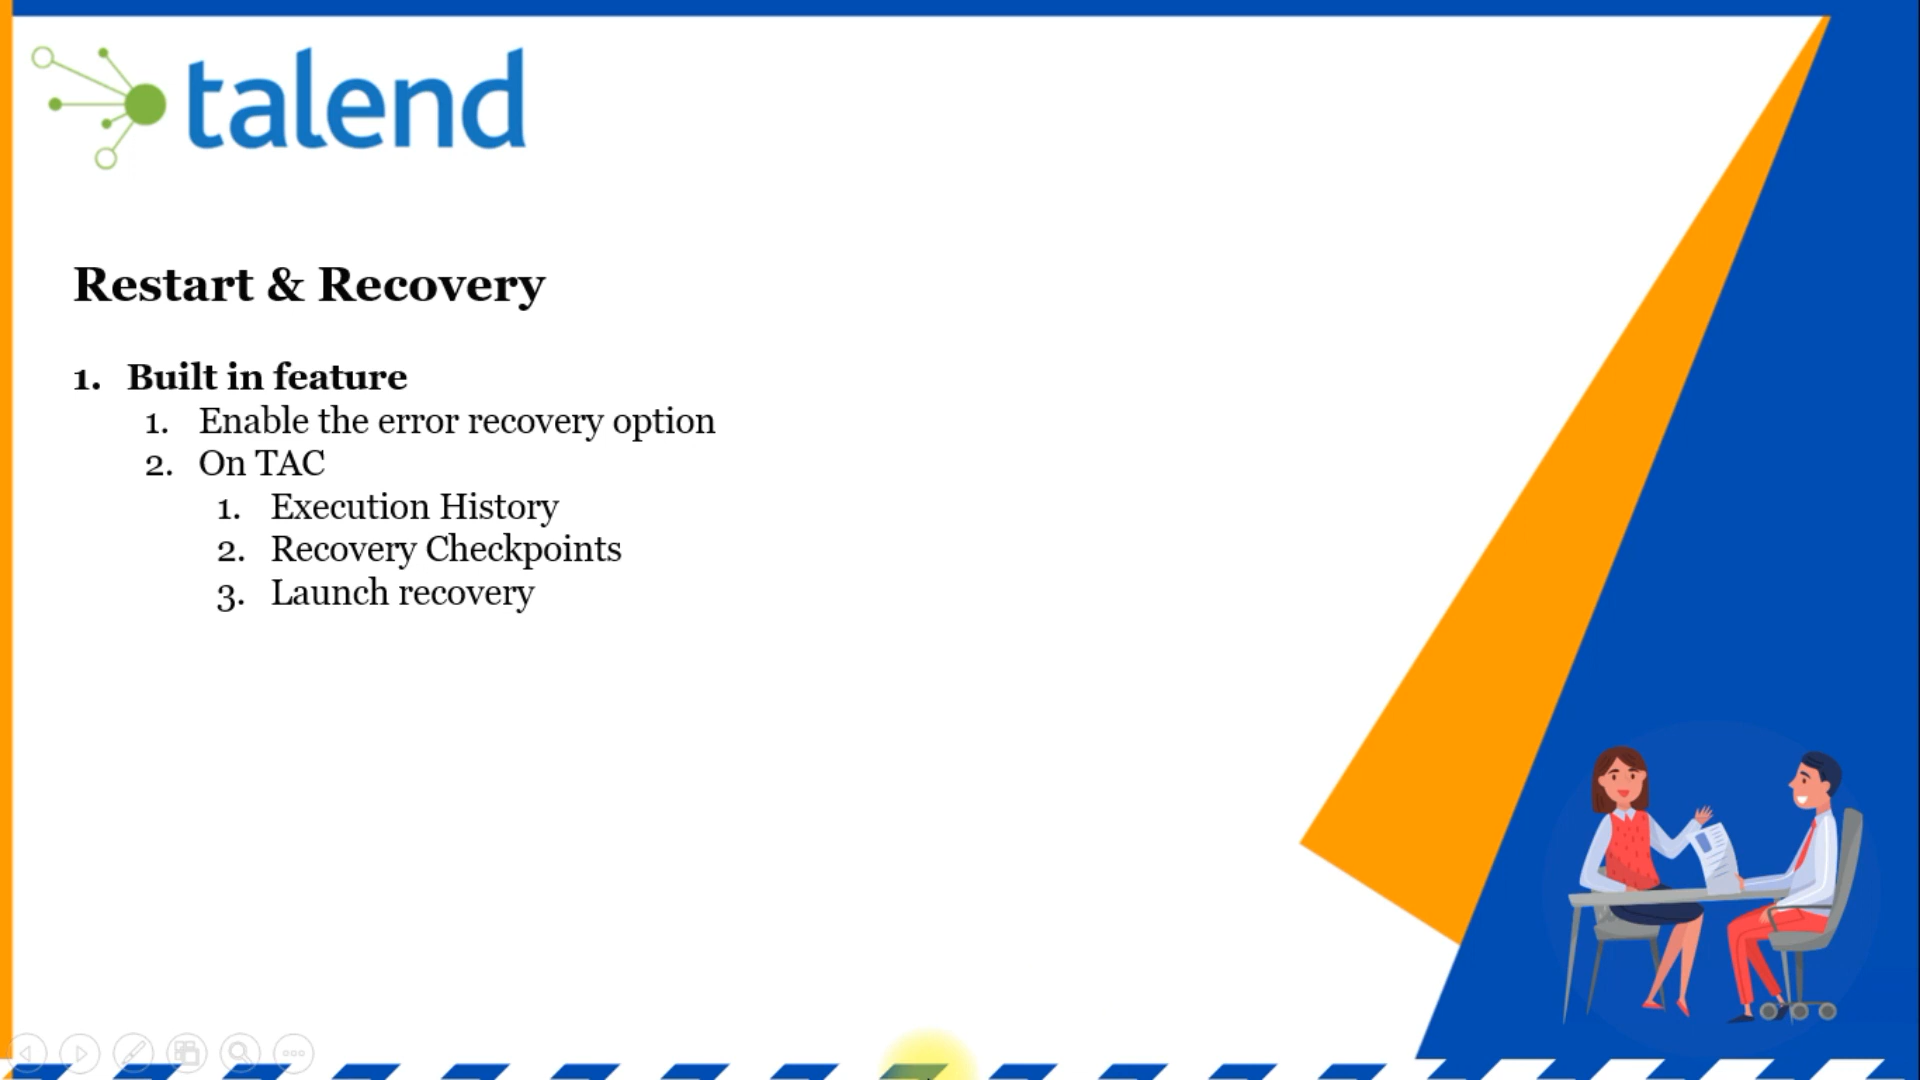 talend
Restart & Recovery
1. Built in feature
1. Enable the error recovery option
2. On TAC
1. Execution History
2. Recovery Checkpoints
3. Launch recovery